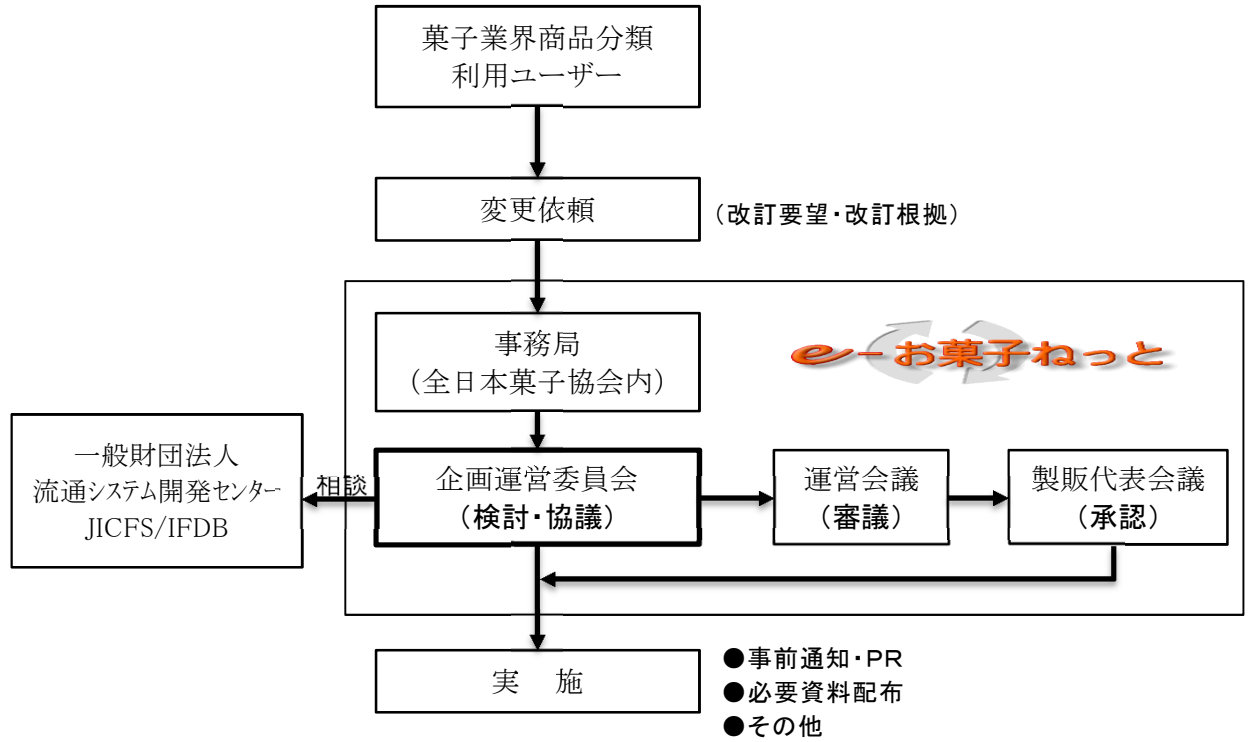 菓子業界商品分類
利用ユーザー
変更依頼
（改訂要望・改訂根拠）
事務局
（全日本菓子協会内）
e-お菓子ねっと
一般財団法人
流通システム開発センター
JICFS/IFDB
相談
企画運営委員会
（検討・協議）
運営会議
（審議）
製販代表会議
（承認）
実　施
●事前通知・PR
●必要資料配布
●その他